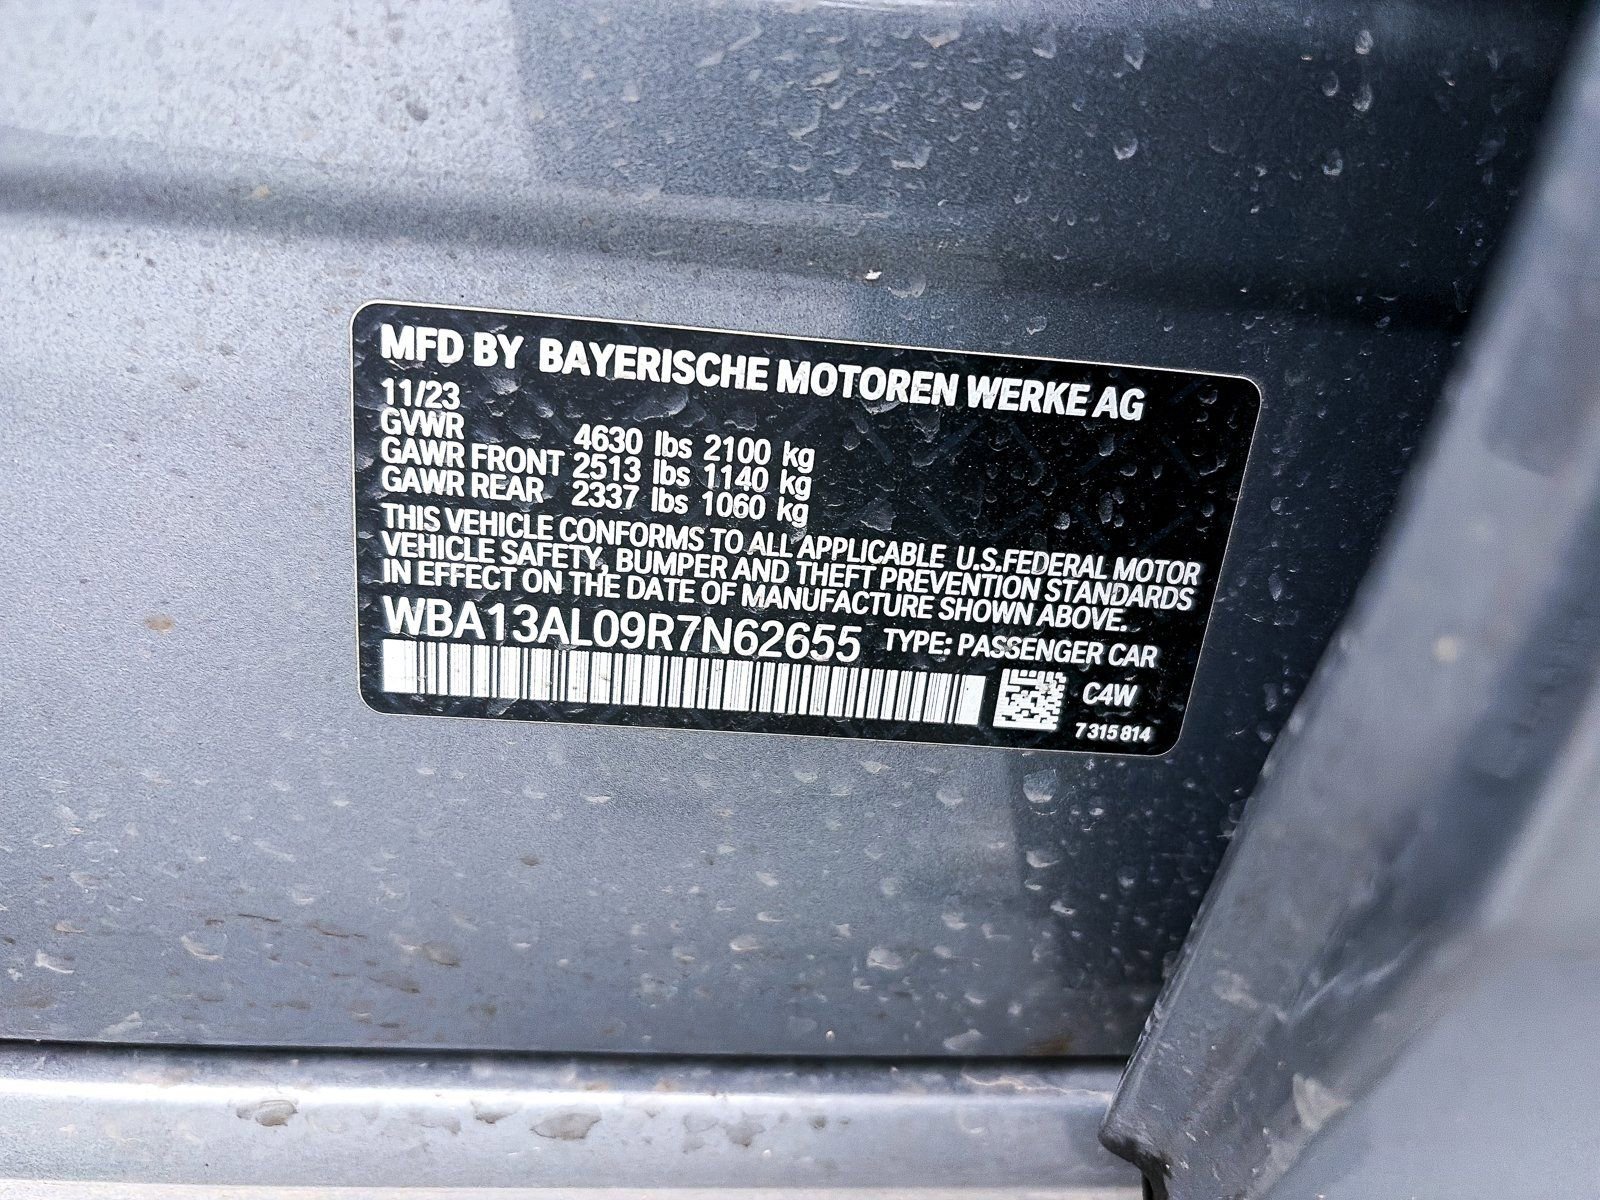 MFD BY BAYERISCHE MOTOREN WERKE AG
11/23
GVWR 4630 lbs 2100 kg
GAWR FRONT 2513 lbs 1140 kg
GAWR REAR 2337 lbs 1060 kg
THIS VEHICLE CONFORMS TO ALL APPLICABLE U.S.FEDERAL MOTOR
VEHICLE SAFETY, BUMPER AND THEFT PREVENTION STANDARDS
IN EFFECT ON THE DATE OF MANUFACTURE SHOWN ABOVE.
WBA13AL09R7N62655 TYPE: PASSENGER CAR
C4W
7 315 814